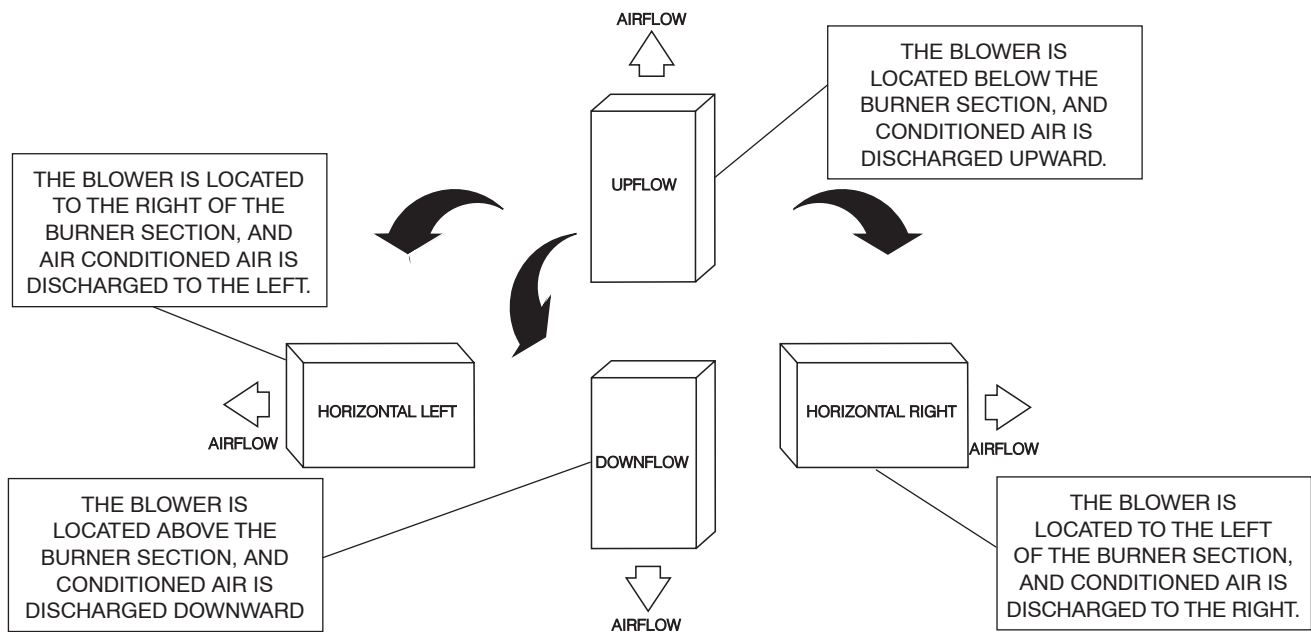 AIRFLOW
THE BLOWER IS
LOCATED BELOW THE
BURNER SECTION, AND
CONDITIONED AIR IS
DISCHARGED UPWARD.
UPFLOW
THE BLOWER IS LOCATED
TO THE RIGHT OF THE
BURNER SECTION, AND
AIR CONDITIONED AIR IS
DISCHARGED TO THE LEFT.
HORIZONTAL LEFT
AIRFLOW
HORIZONTAL RIGHT
AIRFLOW
DOWNFLOW
THE BLOWER IS
LOCATED ABOVE THE
BURNER SECTION, AND
CONDITIONED AIR IS
DISCHARGED DOWNWARD
THE BLOWER IS
LOCATED TO THE LEFT
OF THE BURNER SECTION,
AND CONDITIONED AIR IS
DISCHARGED TO THE RIGHT.
AIRFLOW